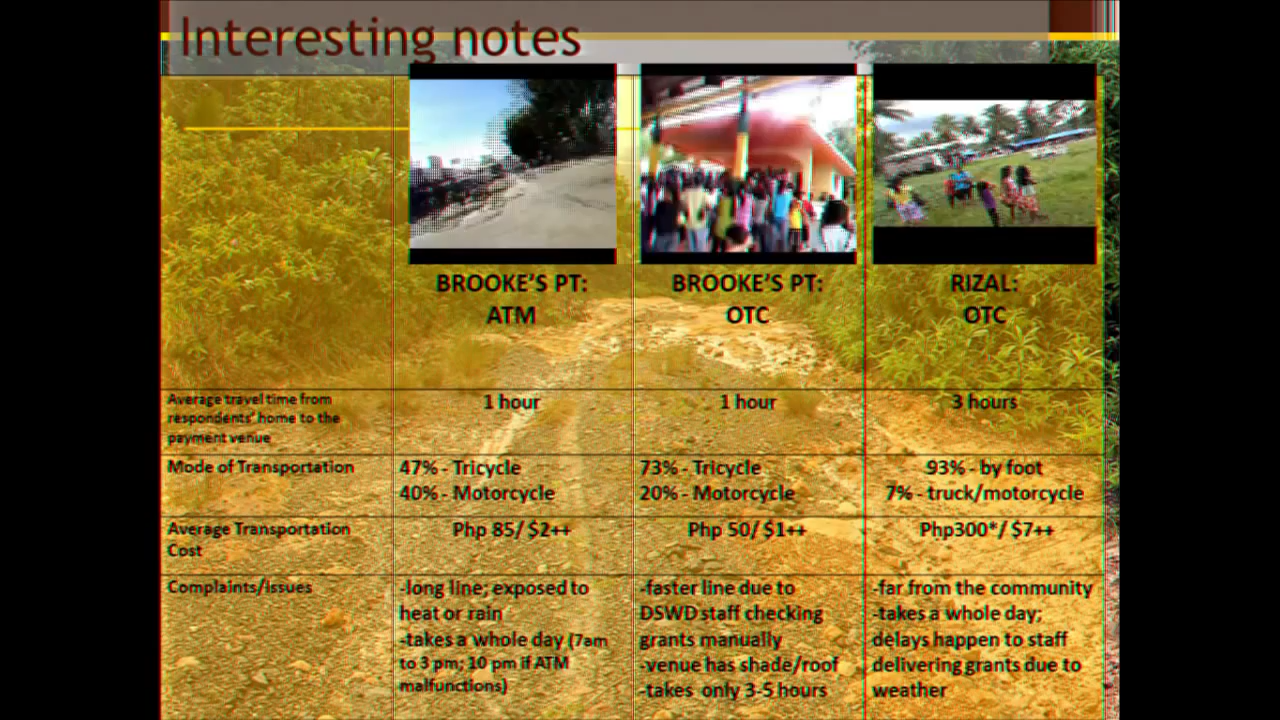 Interesting notes
BROOKE'S PT:
ATM
BROOKE'S PT:
OTC
RIZAL:
OTC
Average travel time from
respondents' home to the
payment venue
1 hour
1 hour
3 hours
Mode of Transportation
47% - Tricycle
40% - Motorcycle
73% - Tricycle
20% - Motorcycle
93% - by foot
7% - truck/motorcycle
Average Transportation
Cost
Php 85/ $2++
Php 50/ $1++
Php300*/ $7++
Complaints/Issues
-long line; exposed to
heat or rain
-takes a whole day (7am
to 3 pm; 10 pm if ATM
malfunctions)
-faster line due to
DSWD staff checking
grants manually
-venue has shade/roof
-takes only 3-5 hours
-far from the community
-takes a whole day;
delays happen to staff
delivering grants due to
weather